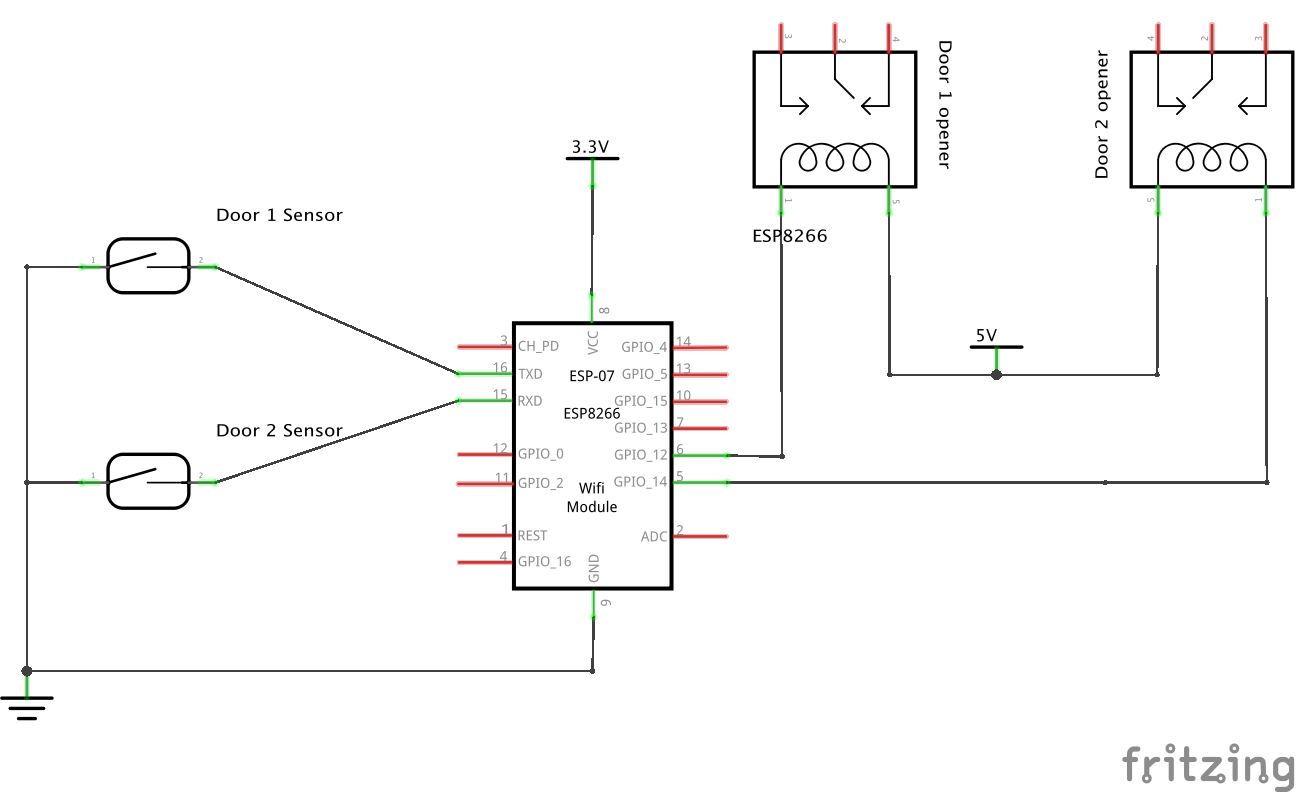 3
2
4
Door 1 opener
4
2
3
Door 2 opener
3.3V
1
5
5
1
Door 1 Sensor
ESP8266
1
2
8
VCC
5V
3
CH_PD
GPIO_4
14
16
TXD
ESP-07
GPIO_5
13
15
RXD
ESP8266
GPIO_15
10
GPIO_13
7
Door 2 Sensor
12
GPIO_0
GPIO_12
6
1
2
11
GPIO_2
Wifi
Module
GPIO_14
5
1
REST
ADC
2
4
GPIO_16
GND
9
fritzing